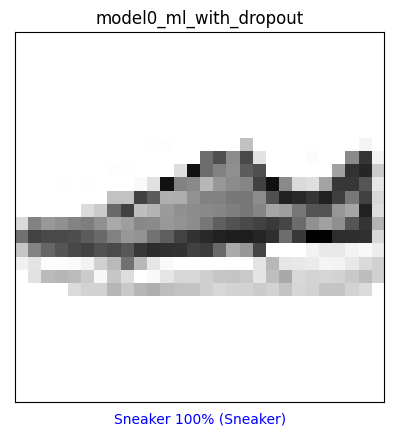 model0_ml_with_dropout
Sneaker 100% (Sneaker)